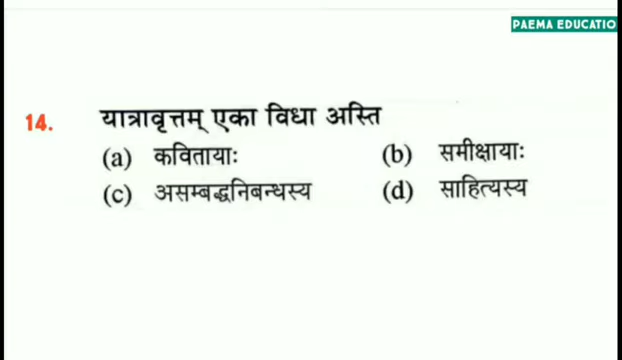 PAEMA EDUCATIO
14. यात्रावृत्तम् एका विधा अस्ति
(a) कवितायाः (b) समीक्षायाः
(c) असम्बद्धनिबन्धस्य (d) साहित्यस्य